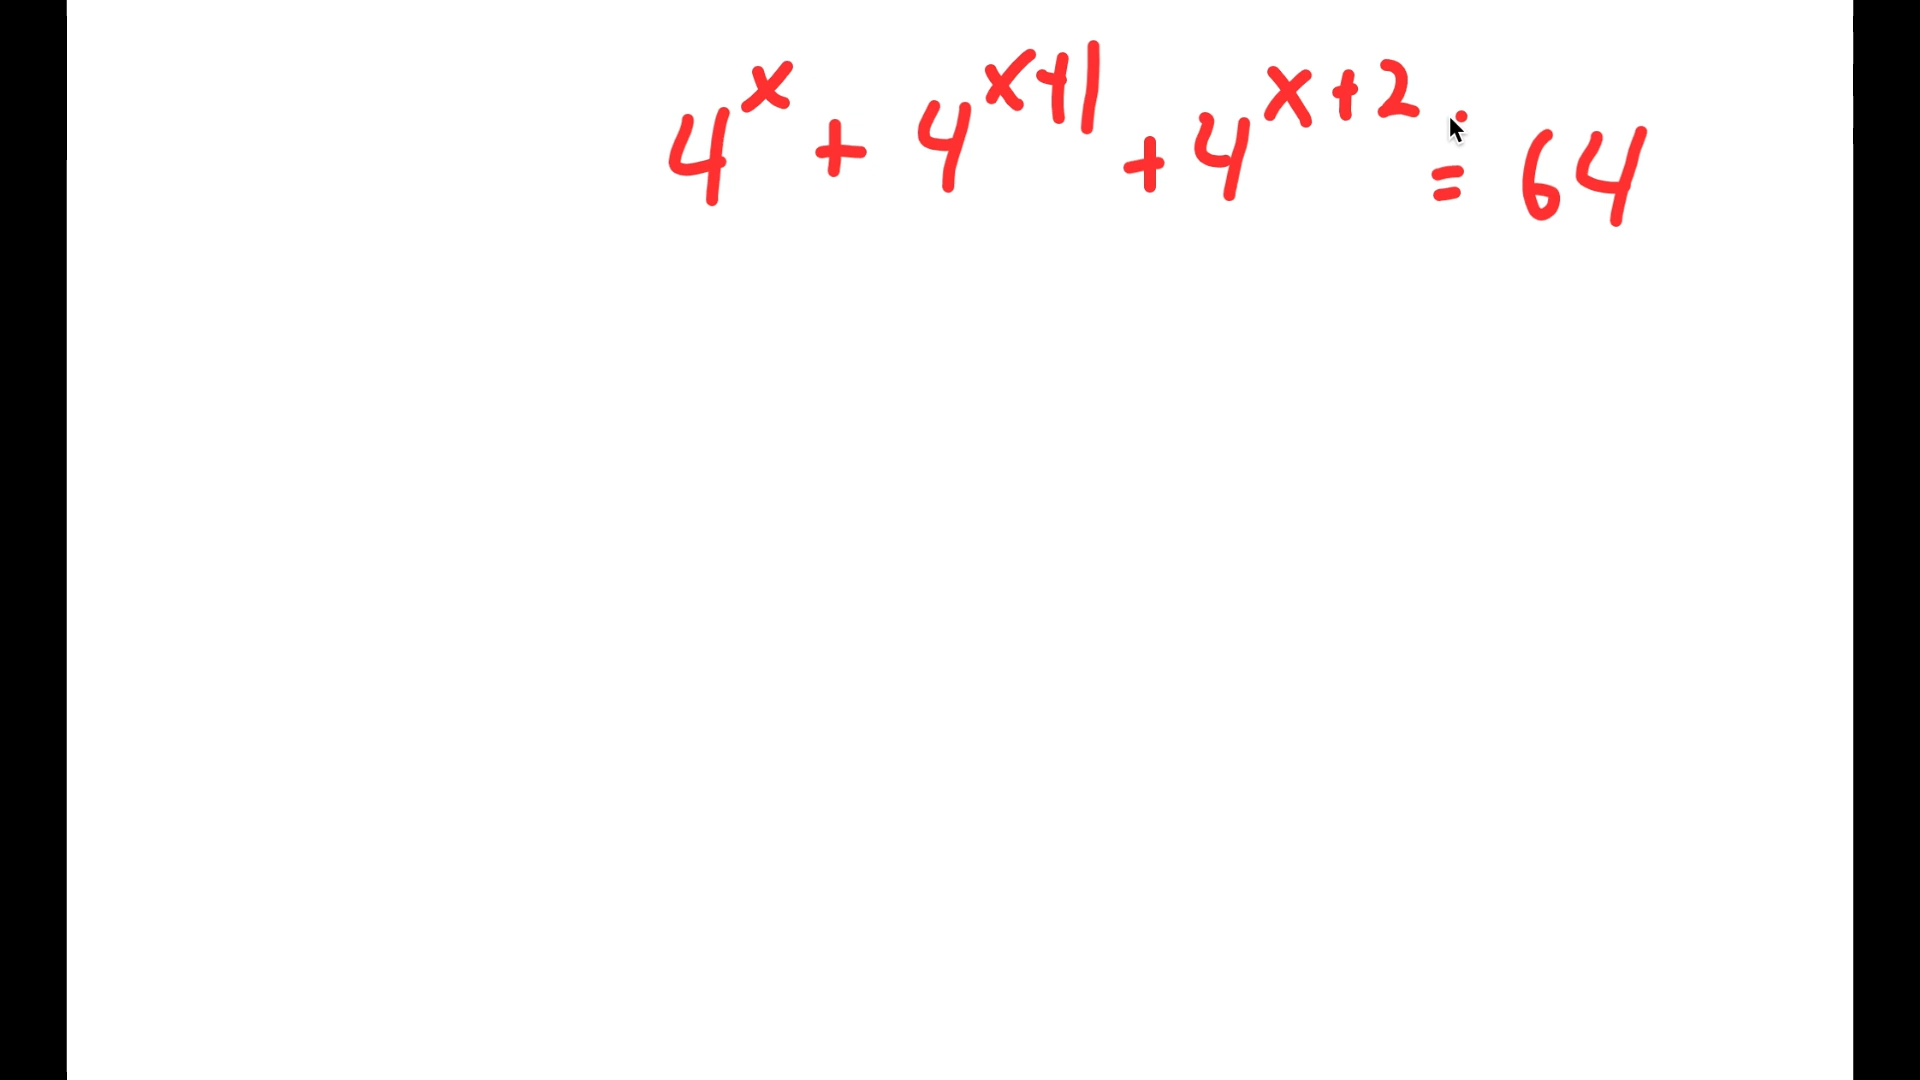 4^x + 4^{x+1} + 4^{x+2} = 64